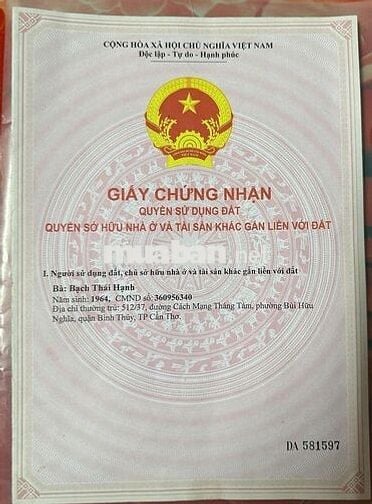 CỘNG HÒA XÃ HỘI CHỦ NGHĨA VIỆT NAM
Độc lập - Tự do - Hạnh phúc
GIẤY CHỨNG NHẬN
QUYỀN SỬ DỤNG ĐẤT
QUYỀN SỞ HỮU NHÀ Ở VÀ TÀI SẢN KHÁC GẮN LIỀN VỚI ĐẤT
muaban.net
I. Người sử dụng đất, chủ sở hữu nhà ở và tài sản khác gắn liền với đất
Bà: Bạch Thái Hạnh
Năm sinh: 1964, CMND số: 360956340
Địa chỉ thường trú: 512/37, đường Cách Mạng Tháng Tám, phường Bùi Hữu
Nghĩa, quận Bình Thủy, TP Cần Thơ.
DA 581597